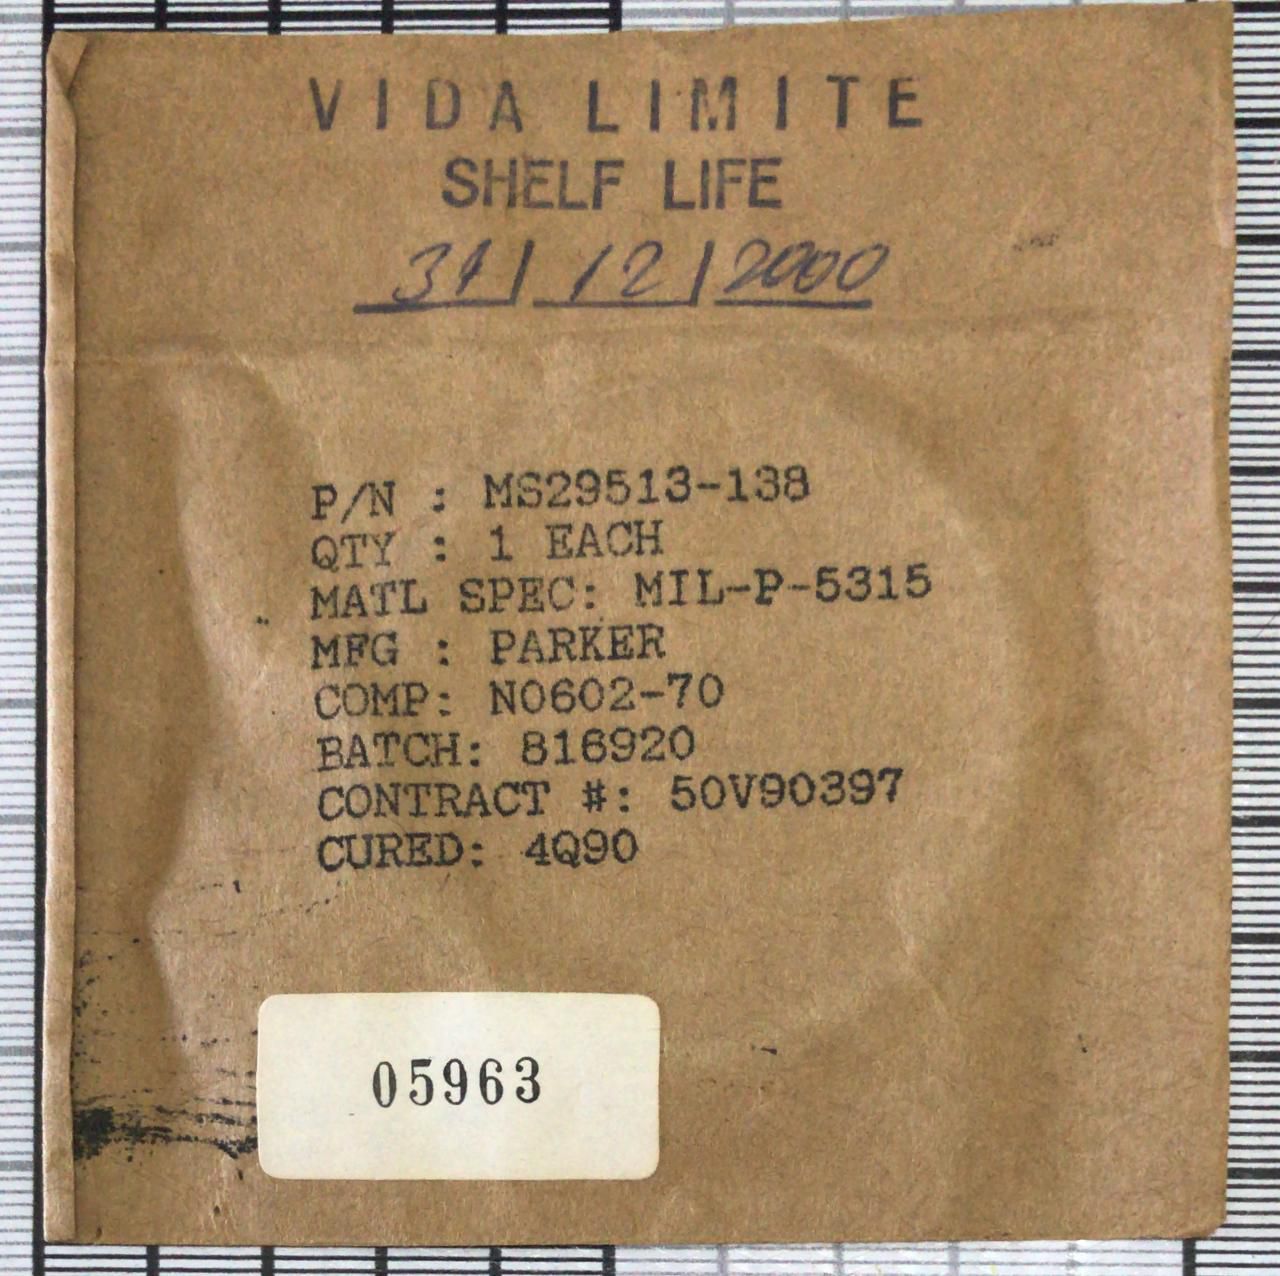 VIDA LIMITE
SHELF LIFE
31/12/2000
P/N : MS29513-138
QTY : 1 EACH
MATL SPEC: MIL-P-5315
MFG : PARKER
COMP: N0602-70
BATCH: 816920
CONTRACT #: 50V90397
CURED: 4Q90
05963